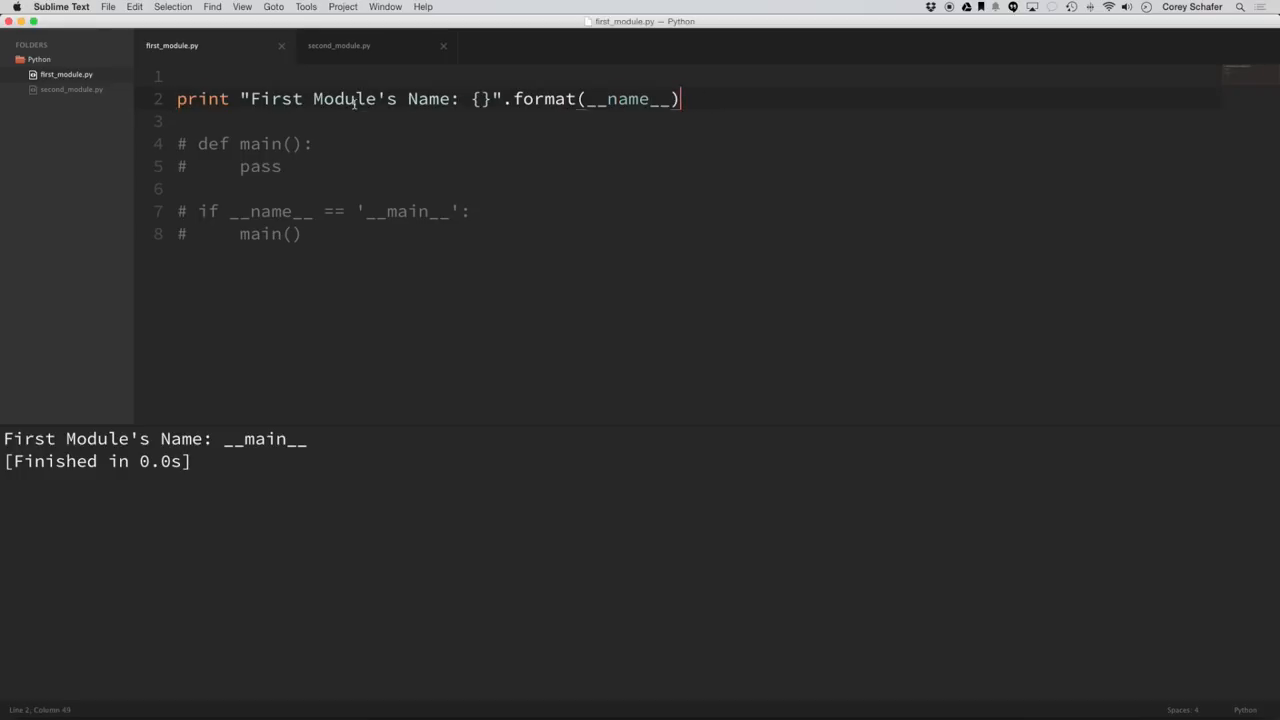 Sublime Text File Edit Selection Find View Goto Tools Project Window Help Corey Schafer
first_module.py — Python
FOLDERS
Python
first_module.py
second_module.py
first_module.py second_module.py
1
2 print "First Module's Name: {}".format(__name__)
3
4 # def main():
5 #     pass
6
7 # if __name__ == '__main__':
8 #     main()
First Module's Name: __main__
[Finished in 0.0s]
Line 2, Column 49 Spaces: 4 Python